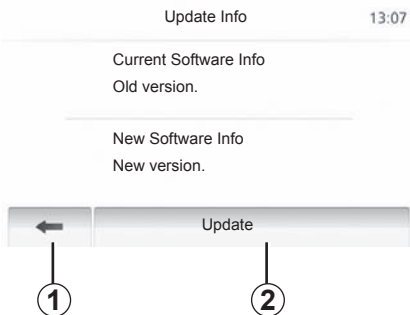 Update Info 13:07
Current Software Info
Old version.
New Software Info
New version.
Update
1 2